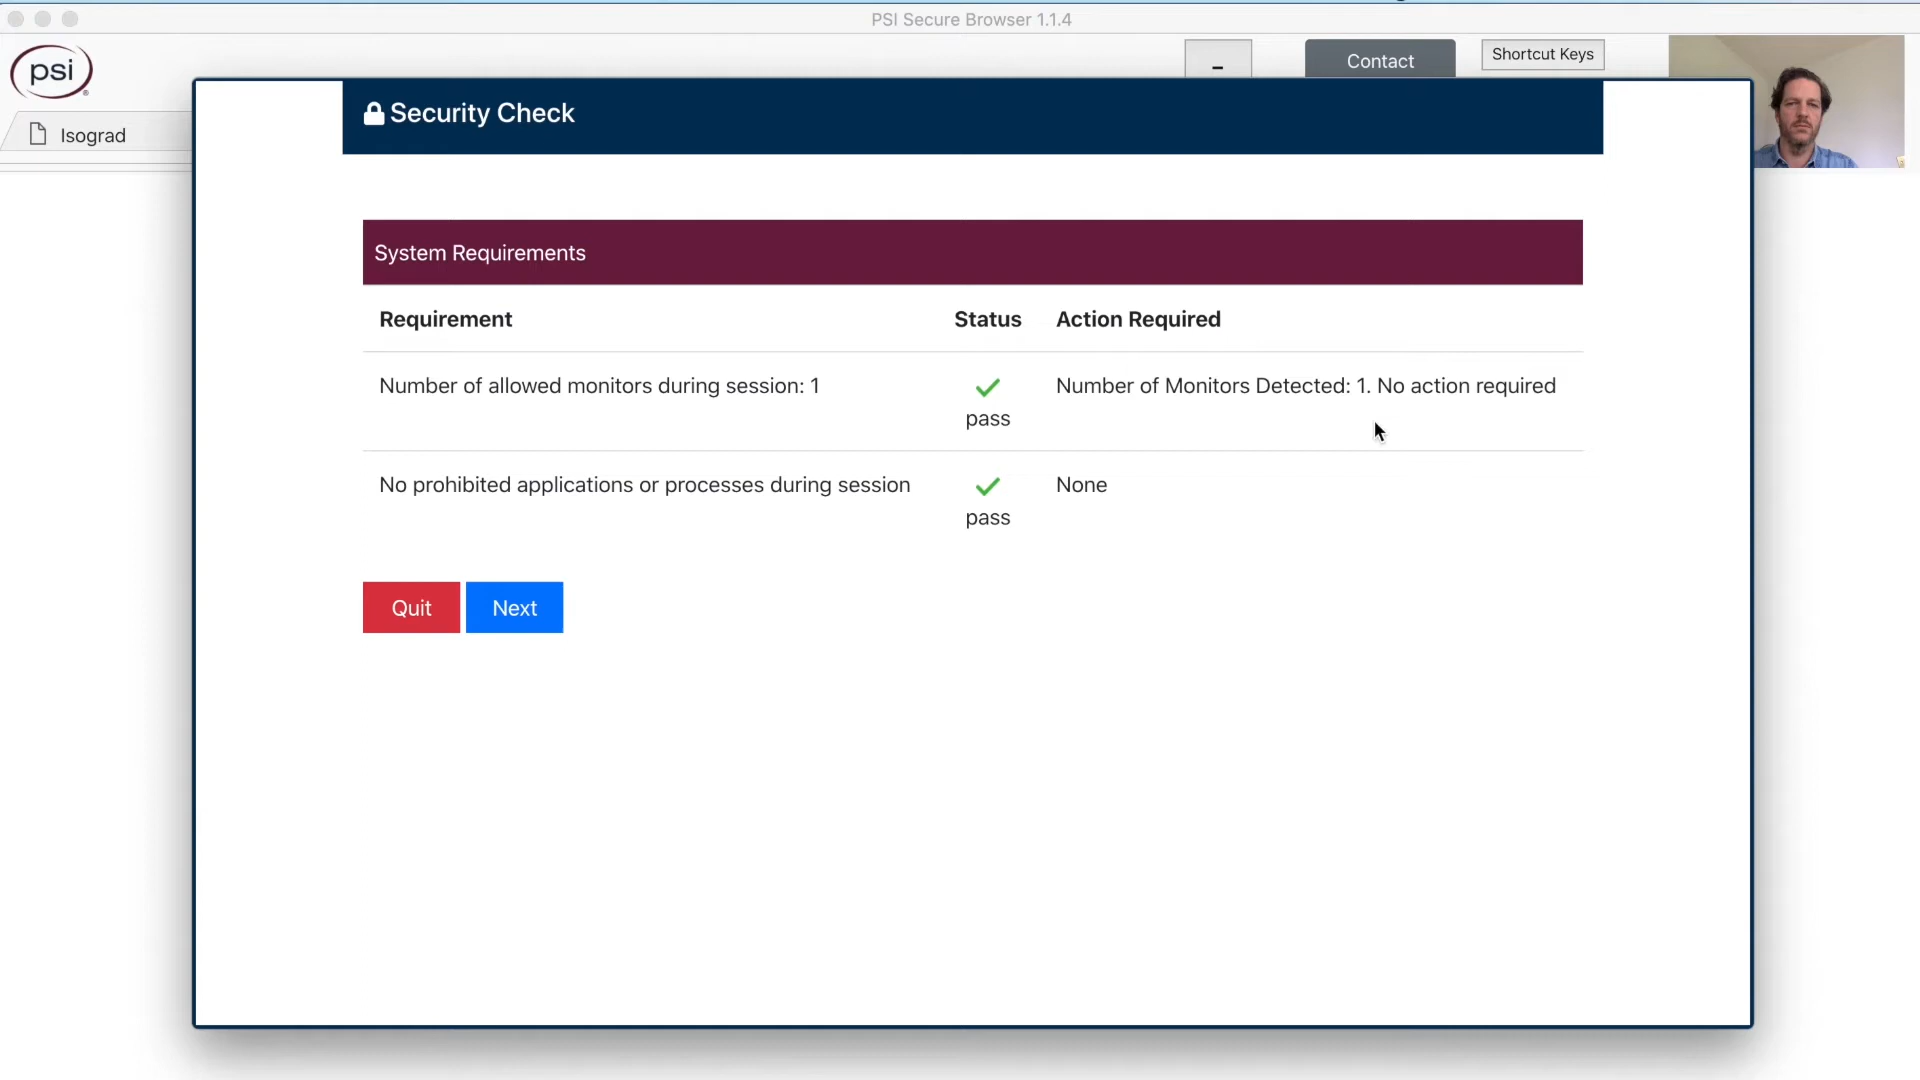 PSI Secure Browser 1.1.4
psi
–
Contact
Shortcut Keys
Isograd
Security Check
System Requirements
Requirement Status Action Required
Number of allowed monitors during session: 1 pass Number of Monitors Detected: 1. No action required
No prohibited applications or processes during session pass None
Quit Next